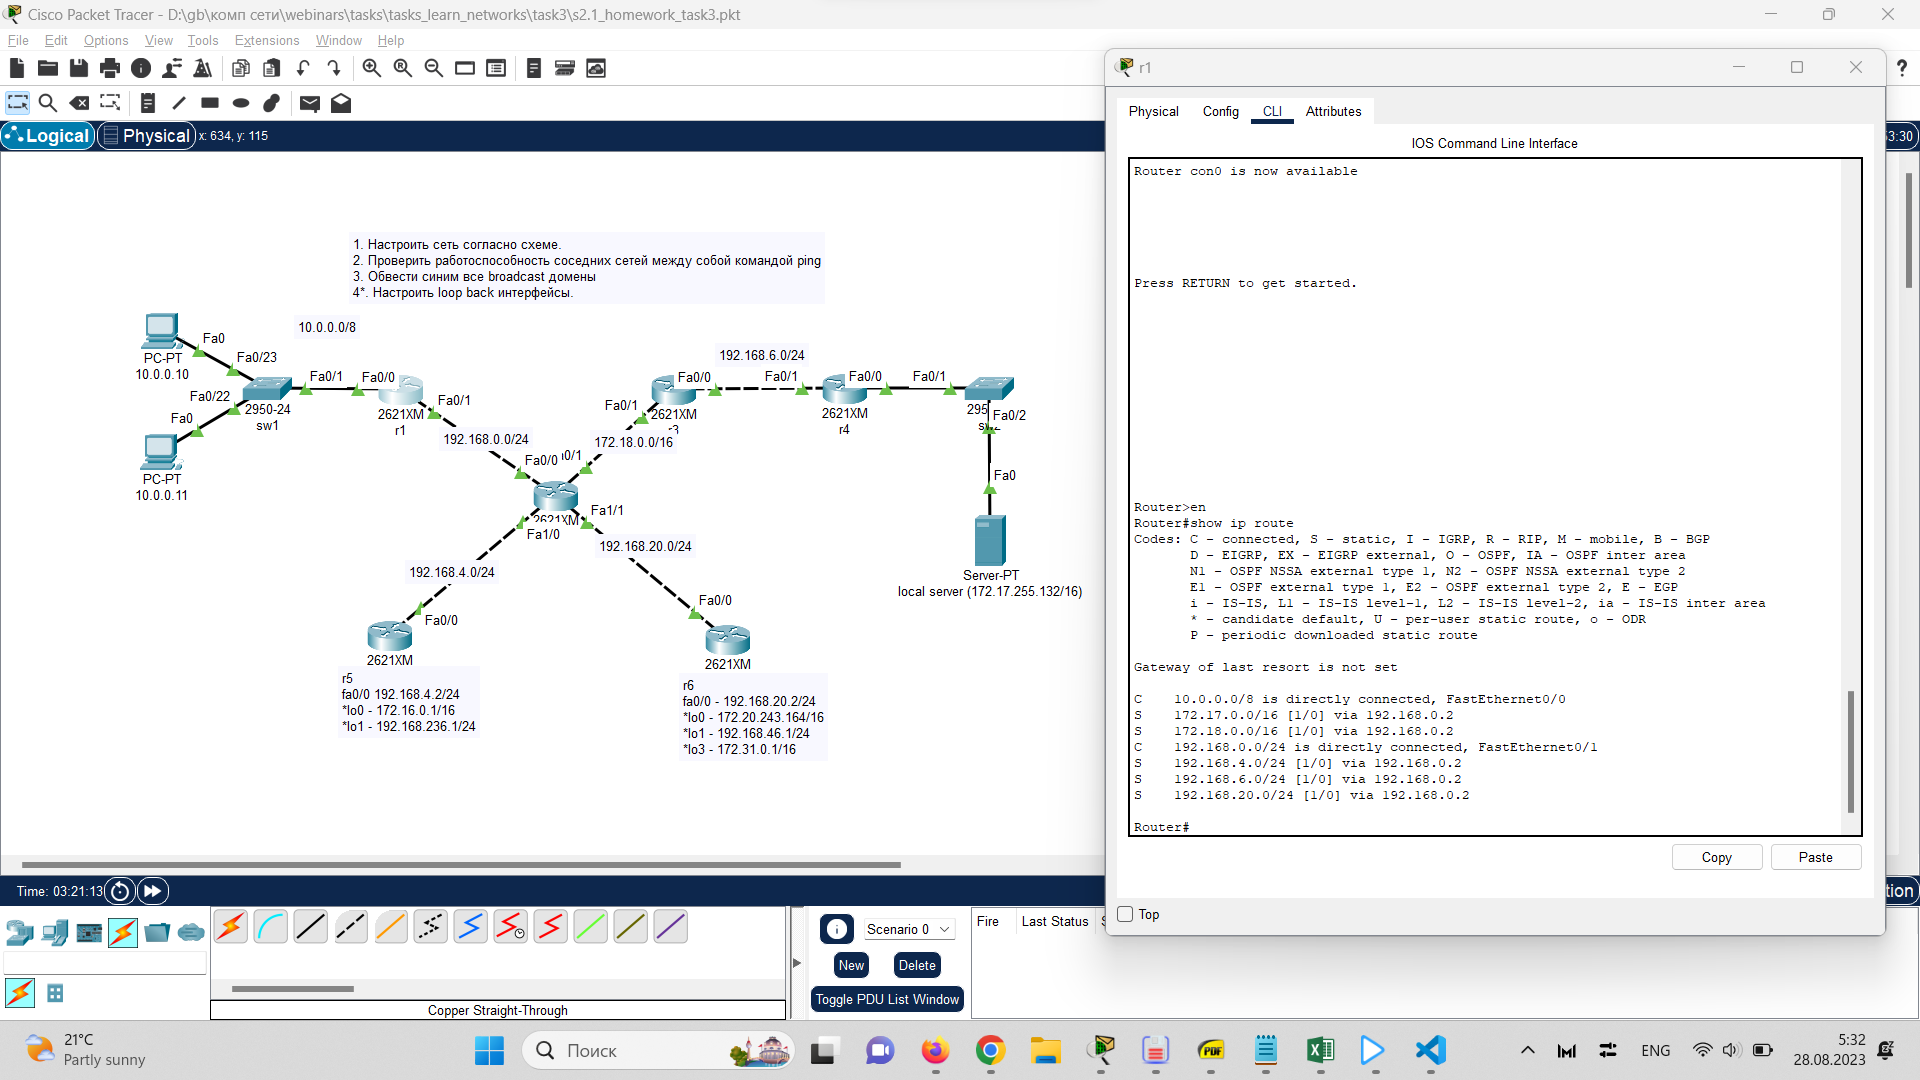 Cisco Packet Tracer - D:\gb\комп сети\webinars\tasks\tasks_learn_networks\task3\s2.1_homework_task3.pkt
File Edit Options View Tools Extensions Window Help
Logical Physical x: 634, y: 115
3:30
1. Настроить сеть согласно схеме.
2. Проверить работоспособность соседних сетей между собой командой ping
3. Обвести синим все broadcast домены
4*. Настроить loop back интерфейсы.
10.0.0.0/8
Fa0
PC-PT
10.0.0.10
Fa0/23
Fa0/22
Fa0
PC-PT
10.0.0.11
2950-24
sw1
Fa0/1
Fa0/0
2621XM
r1
Fa0/1
192.168.0.0/24
Fa0/0
0/1
2621XM
Fa1/0
Fa1/1
172.18.0.0/16
Fa0/1
2621XM
r3
Fa0/0
192.168.6.0/24
Fa0/1
Fa0/0
2621XM
r4
Fa0/1
295
Fa0/2
Fa0
Server-PT
local server (172.17.255.132/16)
192.168.20.0/24
192.168.4.0/24
Fa0/0
2621XM
r5
fa0/0 192.168.4.2/24
*lo0 - 172.16.0.1/16
*lo1 - 192.168.236.1/24
Fa0/0
2621XM
r6
fa0/0 - 192.168.20.2/24
*lo0 - 172.20.243.164/16
*lo1 - 192.168.46.1/24
*lo3 - 172.31.0.1/16
r1
Physical Config CLI Attributes
IOS Command Line Interface
Router con0 is now available
Press RETURN to get started.
Router>en
Router#show ip route
Codes: C - connected, S - static, I - IGRP, R - RIP, M - mobile, B - BGP
D - EIGRP, EX - EIGRP external, O - OSPF, IA - OSPF inter area
N1 - OSPF NSSA external type 1, N2 - OSPF NSSA external type 2
E1 - OSPF external type 1, E2 - OSPF external type 2, E - EGP
i - IS-IS, L1 - IS-IS level-1, L2 - IS-IS level-2, ia - IS-IS inter area
* - candidate default, U - per-user static route, o - ODR
P - periodic downloaded static route
Gateway of last resort is not set
C 10.0.0.0/8 is directly connected, FastEthernet0/0
S 172.17.0.0/16 [1/0] via 192.168.0.2
S 172.18.0.0/16 [1/0] via 192.168.0.2
C 192.168.0.0/24 is directly connected, FastEthernet0/1
S 192.168.4.0/24 [1/0] via 192.168.0.2
S 192.168.6.0/24 [1/0] via 192.168.0.2
S 192.168.20.0/24 [1/0] via 192.168.0.2
Router#
Copy Paste
Top
Time: 03:21:13
tion
Scenario 0
New Delete
Toggle PDU List Window
Fire Last Status
Copper Straight-Through
21°C
Partly sunny
Поиск
PDF
ENG
5:32
28.08.2023